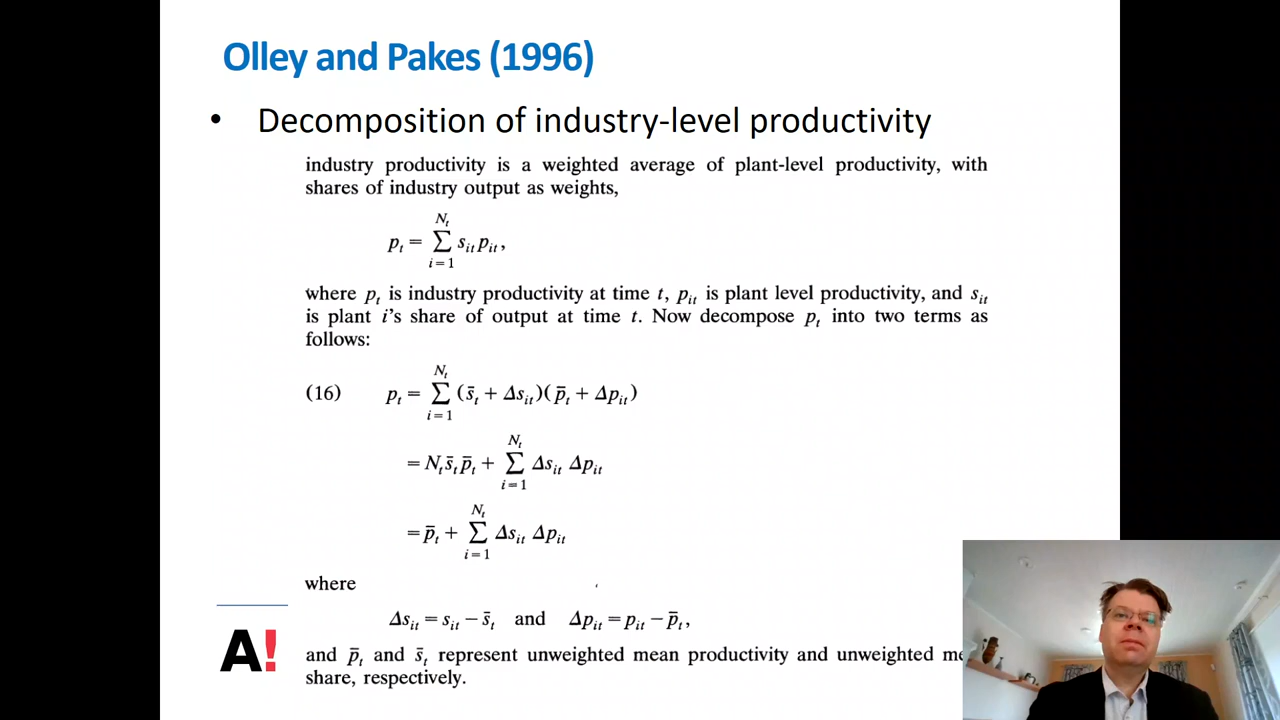 Olley and Pakes (1996)
• Decomposition of industry-level productivity
industry productivity is a weighted average of plant-level productivity, with
shares of industry output as weights,
p_t = ∑_{i=1}^{N_t} s_{it} p_{it},
where p_t is industry productivity at time t, p_{it} is plant level productivity, and s_{it}
is plant i's share of output at time t. Now decompose p_t into two terms as
follows:
(16) p_t = ∑_{i=1}^{N_t} (s̄_t + Δs_{it})(p̄_t + Δp_{it})
= N_t s̄_t p̄_t + ∑_{i=1}^{N_t} Δs_{it} Δp_{it}
= p̄_t + ∑_{i=1}^{N_t} Δs_{it} Δp_{it}
where
Δs_{it} = s_{it} − s̄_t and Δp_{it} = p_{it} − p̄_t,
and p̄_t and s̄_t represent unweighted mean productivity and unweighted
share, respectively.
A!